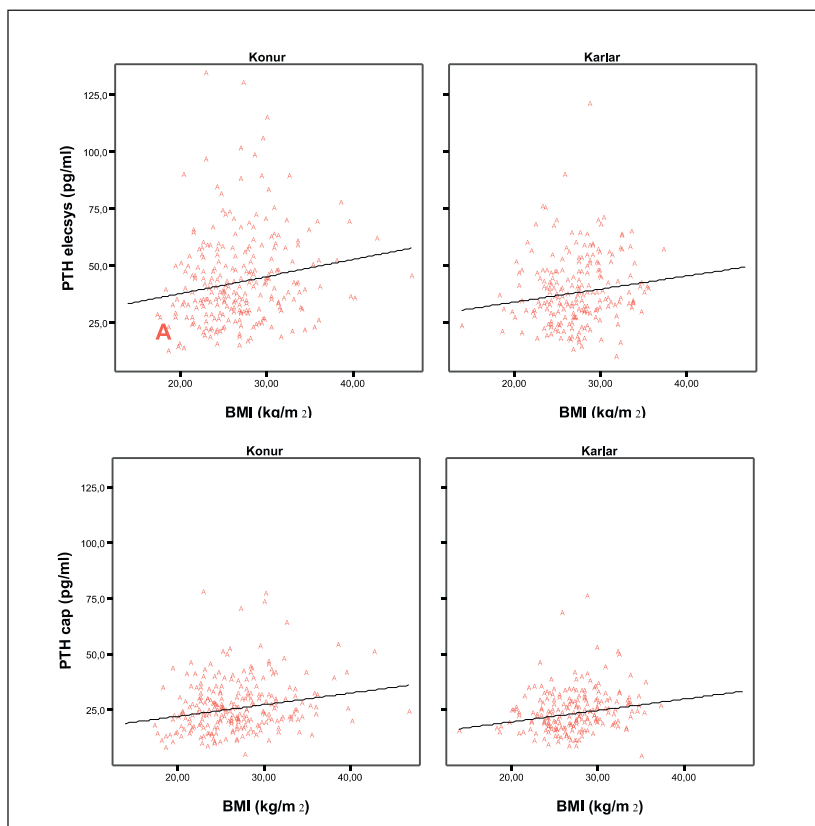 Konur
Karlar
PTH elecsys (pg/ml)
125,0
100,0
75,0
50,0
25,0
A
20,00 30,00 40,00
20,00 30,00 40,00
BMI (kg/m 2)
BMI (kg/m 2)
Konur
Karlar
PTH cap (pg/ml)
125,0
100,0
75,0
50,0
25,0
20,00 30,00 40,00
20,00 30,00 40,00
BMI (kg/m 2)
BMI (kg/m 2)